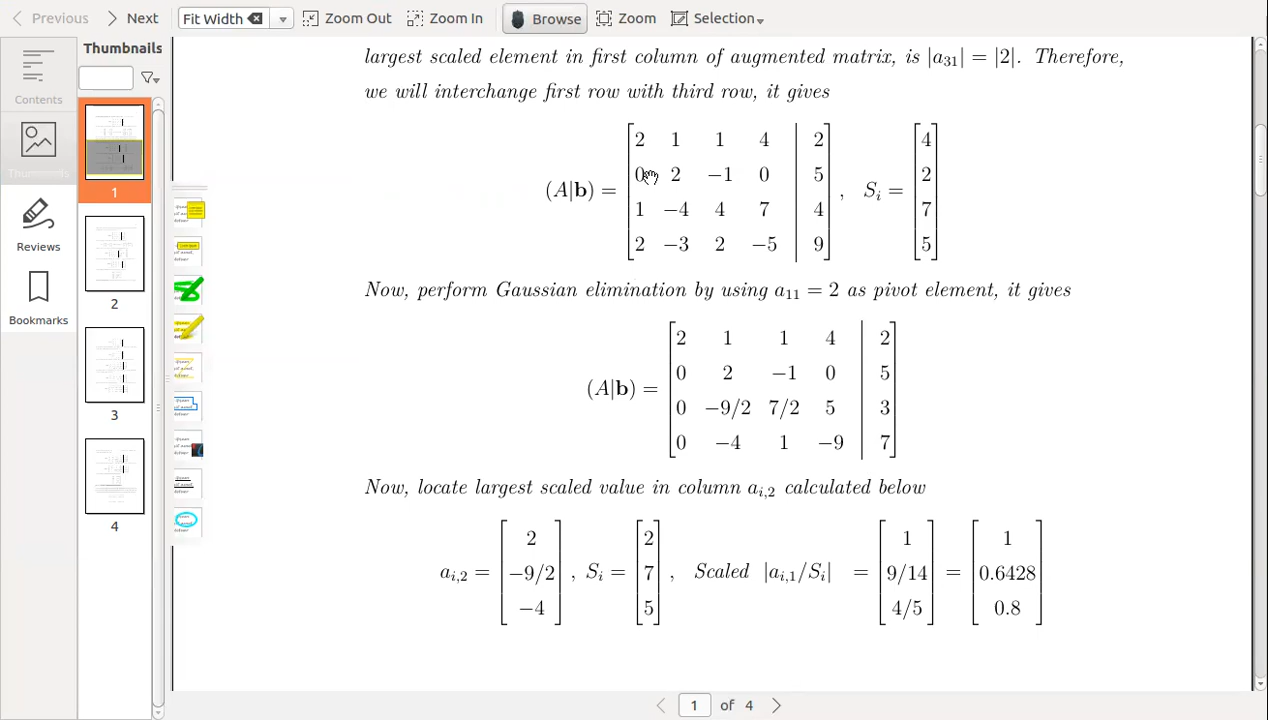 Previous Next Fit Width Zoom Out Zoom In Browse Zoom Selection
Thumbnails
Contents
Thumbnails
Reviews
Bookmarks
1
2
3
4
largest scaled element in first column of augmented matrix, is |a31| = |2|. Therefore,
we will interchange first row with third row, it gives
2 1 1 4 2 4
0 2 −1 0 5 2
(A|b) = , Si =
1 −4 4 7 4 7
2 −3 2 −5 9 5
Now, perform Gaussian elimination by using a11 = 2 as pivot element, it gives
2 1 1 4 2
0 2 −1 0 5
(A|b) =
0 −9/2 7/2 5 3
0 −4 1 −9 7
Now, locate largest scaled value in column ai,2 calculated below
2 2 1 1
ai,2 = −9/2 , Si = 7 , Scaled |ai,1/Si| = 9/14 = 0.6428
−4 5 4/5 0.8
1 of 4